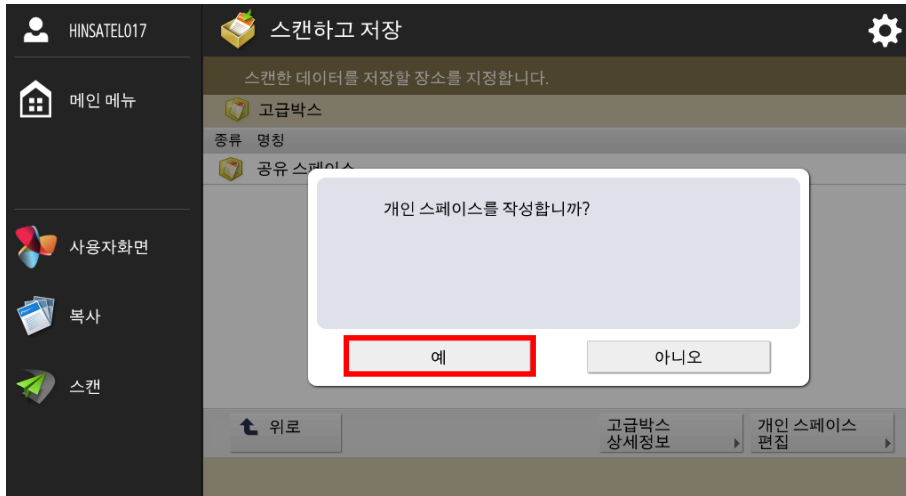 HINSATEL017
스캔하고 저장
스캔한 데이터를 저장할 장소를 지정합니다.
메인 메뉴
고급박스
종류 명칭
공유 스페이스
개인 스페이스를 작성합니까?
사용자화면
복사
예
아니오
스캔
위로
고급박스
상세정보
개인 스페이스
편집